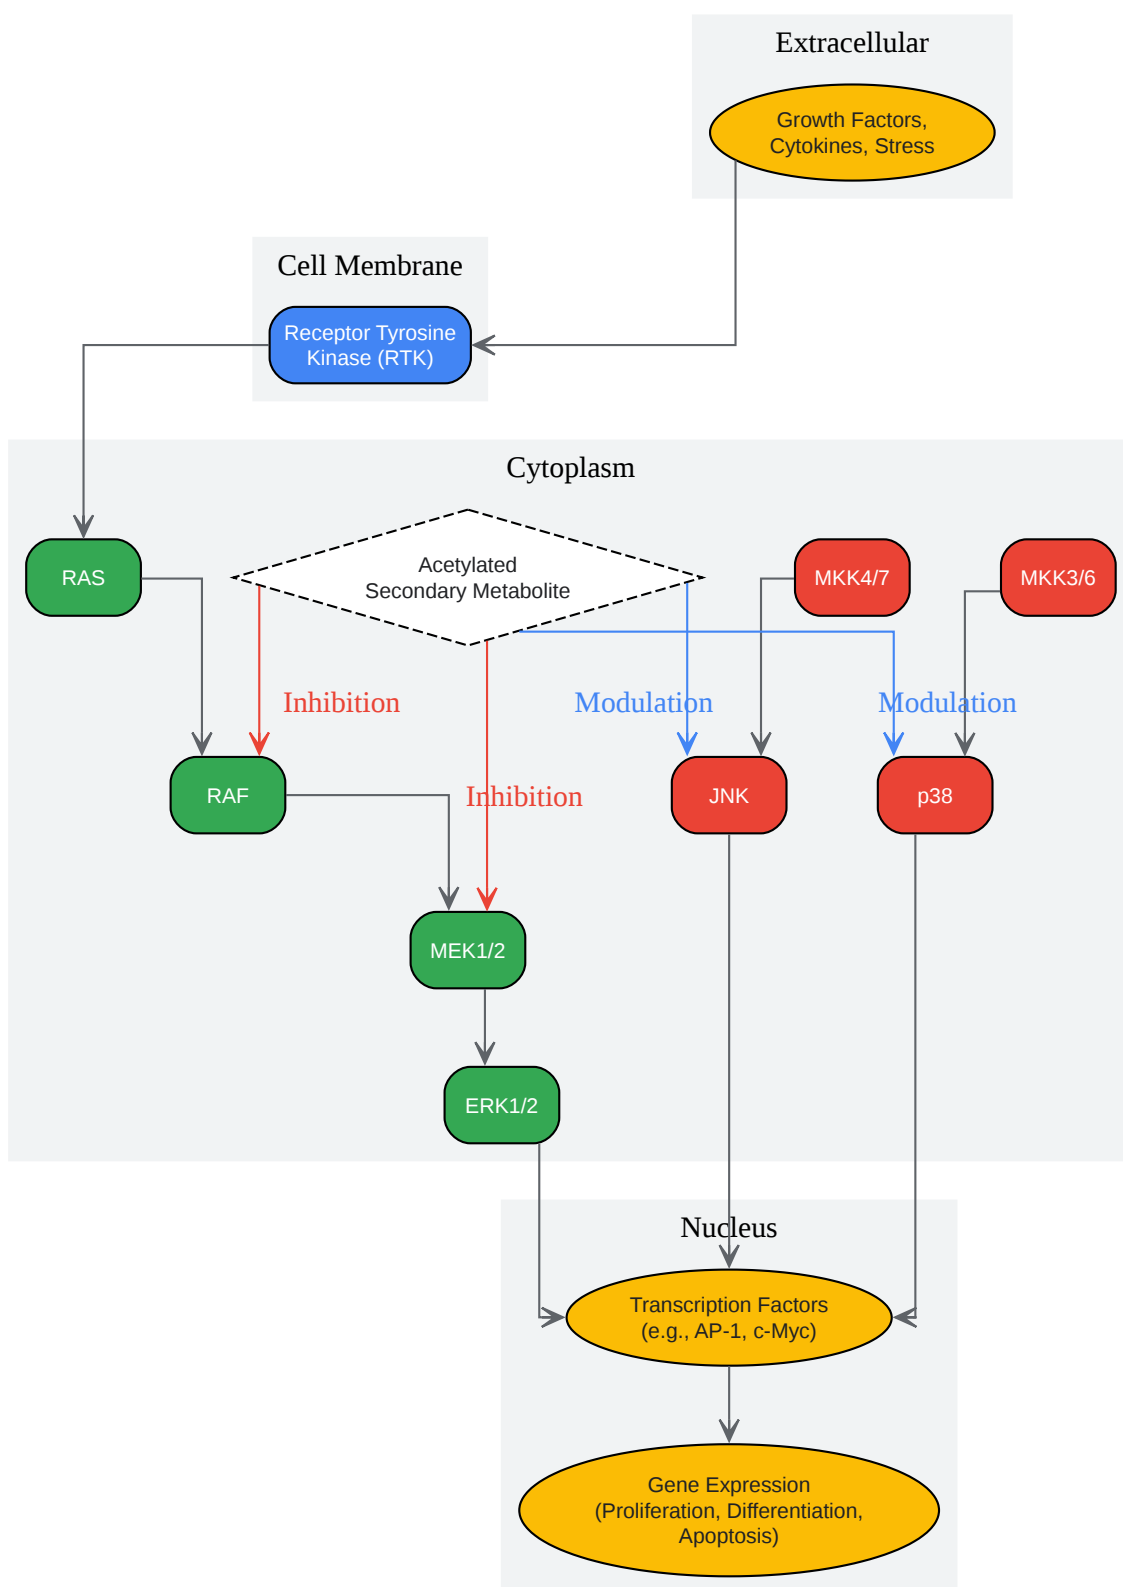 Extracellular
Growth Factors,
Cytokines, Stress
Cell Membrane
Receptor Tyrosine
Kinase (RTK)
Cytoplasm
RAS
Acetylated
Secondary Metabolite
MKK4/7
MKK3/6
Inhibition
Modulation
Modulation
RAF
Inhibition
JNK
p38
MEK1/2
ERK1/2
Nucleus
Transcription Factors
(e.g., AP-1, c-Myc)
Gene Expression
(Proliferation, Differentiation,
Apoptosis)